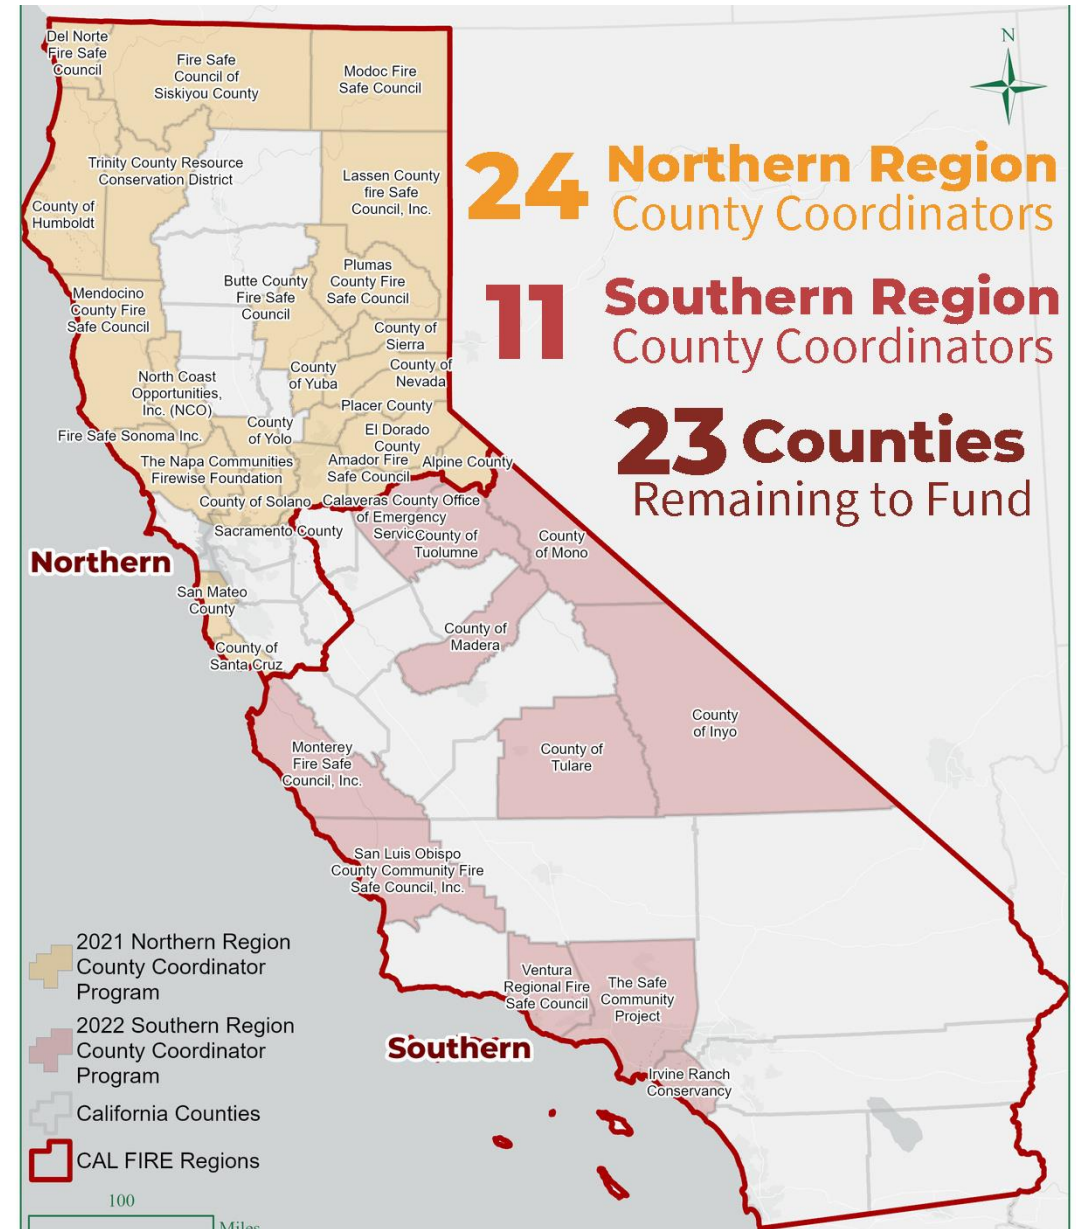 Del Norte
Fire Safe
Council
Fire Safe
Council of
Siskiyou County
Modoc Fire
Safe Council
N
Trinity County Resource
Conservation District
Lassen County
fire Safe
Council, Inc.
County of
Humboldt
24 Northern Region
County Coordinators
Mendocino
County Fire
Safe Council
Butte County
Fire Safe
Council
Plumas
County Fire
Safe Council
11 Southern Region
County Coordinators
County of
Sierra
County
of Yuba
County of
Nevada
North Coast
Opportunities,
Inc. (NCO)
Placer County
Fire Safe Sonoma Inc.
County
of Yolo
El Dorado
County
23 Counties
Remaining to Fund
The Napa Communities
Firewise Foundation
Amador Fire
Safe Council
Alpine County
County of Solano
Calaveras County Office
of Emergency
Servic
Sacramento County
County of
Tuolumne
County
of Mono
Northern
San Mateo
County
County of
Santa Cruz
County of
Madera
County
of Inyo
Monterey
Fire Safe
Council, Inc.
County of
Tulare
San Luis Obispo
County Community Fire
Safe Council, Inc.
Ventura
Regional Fire
Safe Council
The Safe
Community
Project
Southern
Irvine Ranch
Conservancy
2021 Northern Region
County Coordinator
Program
2022 Southern Region
County Coordinator
Program
California Counties
CAL FIRE Regions
100
Miles